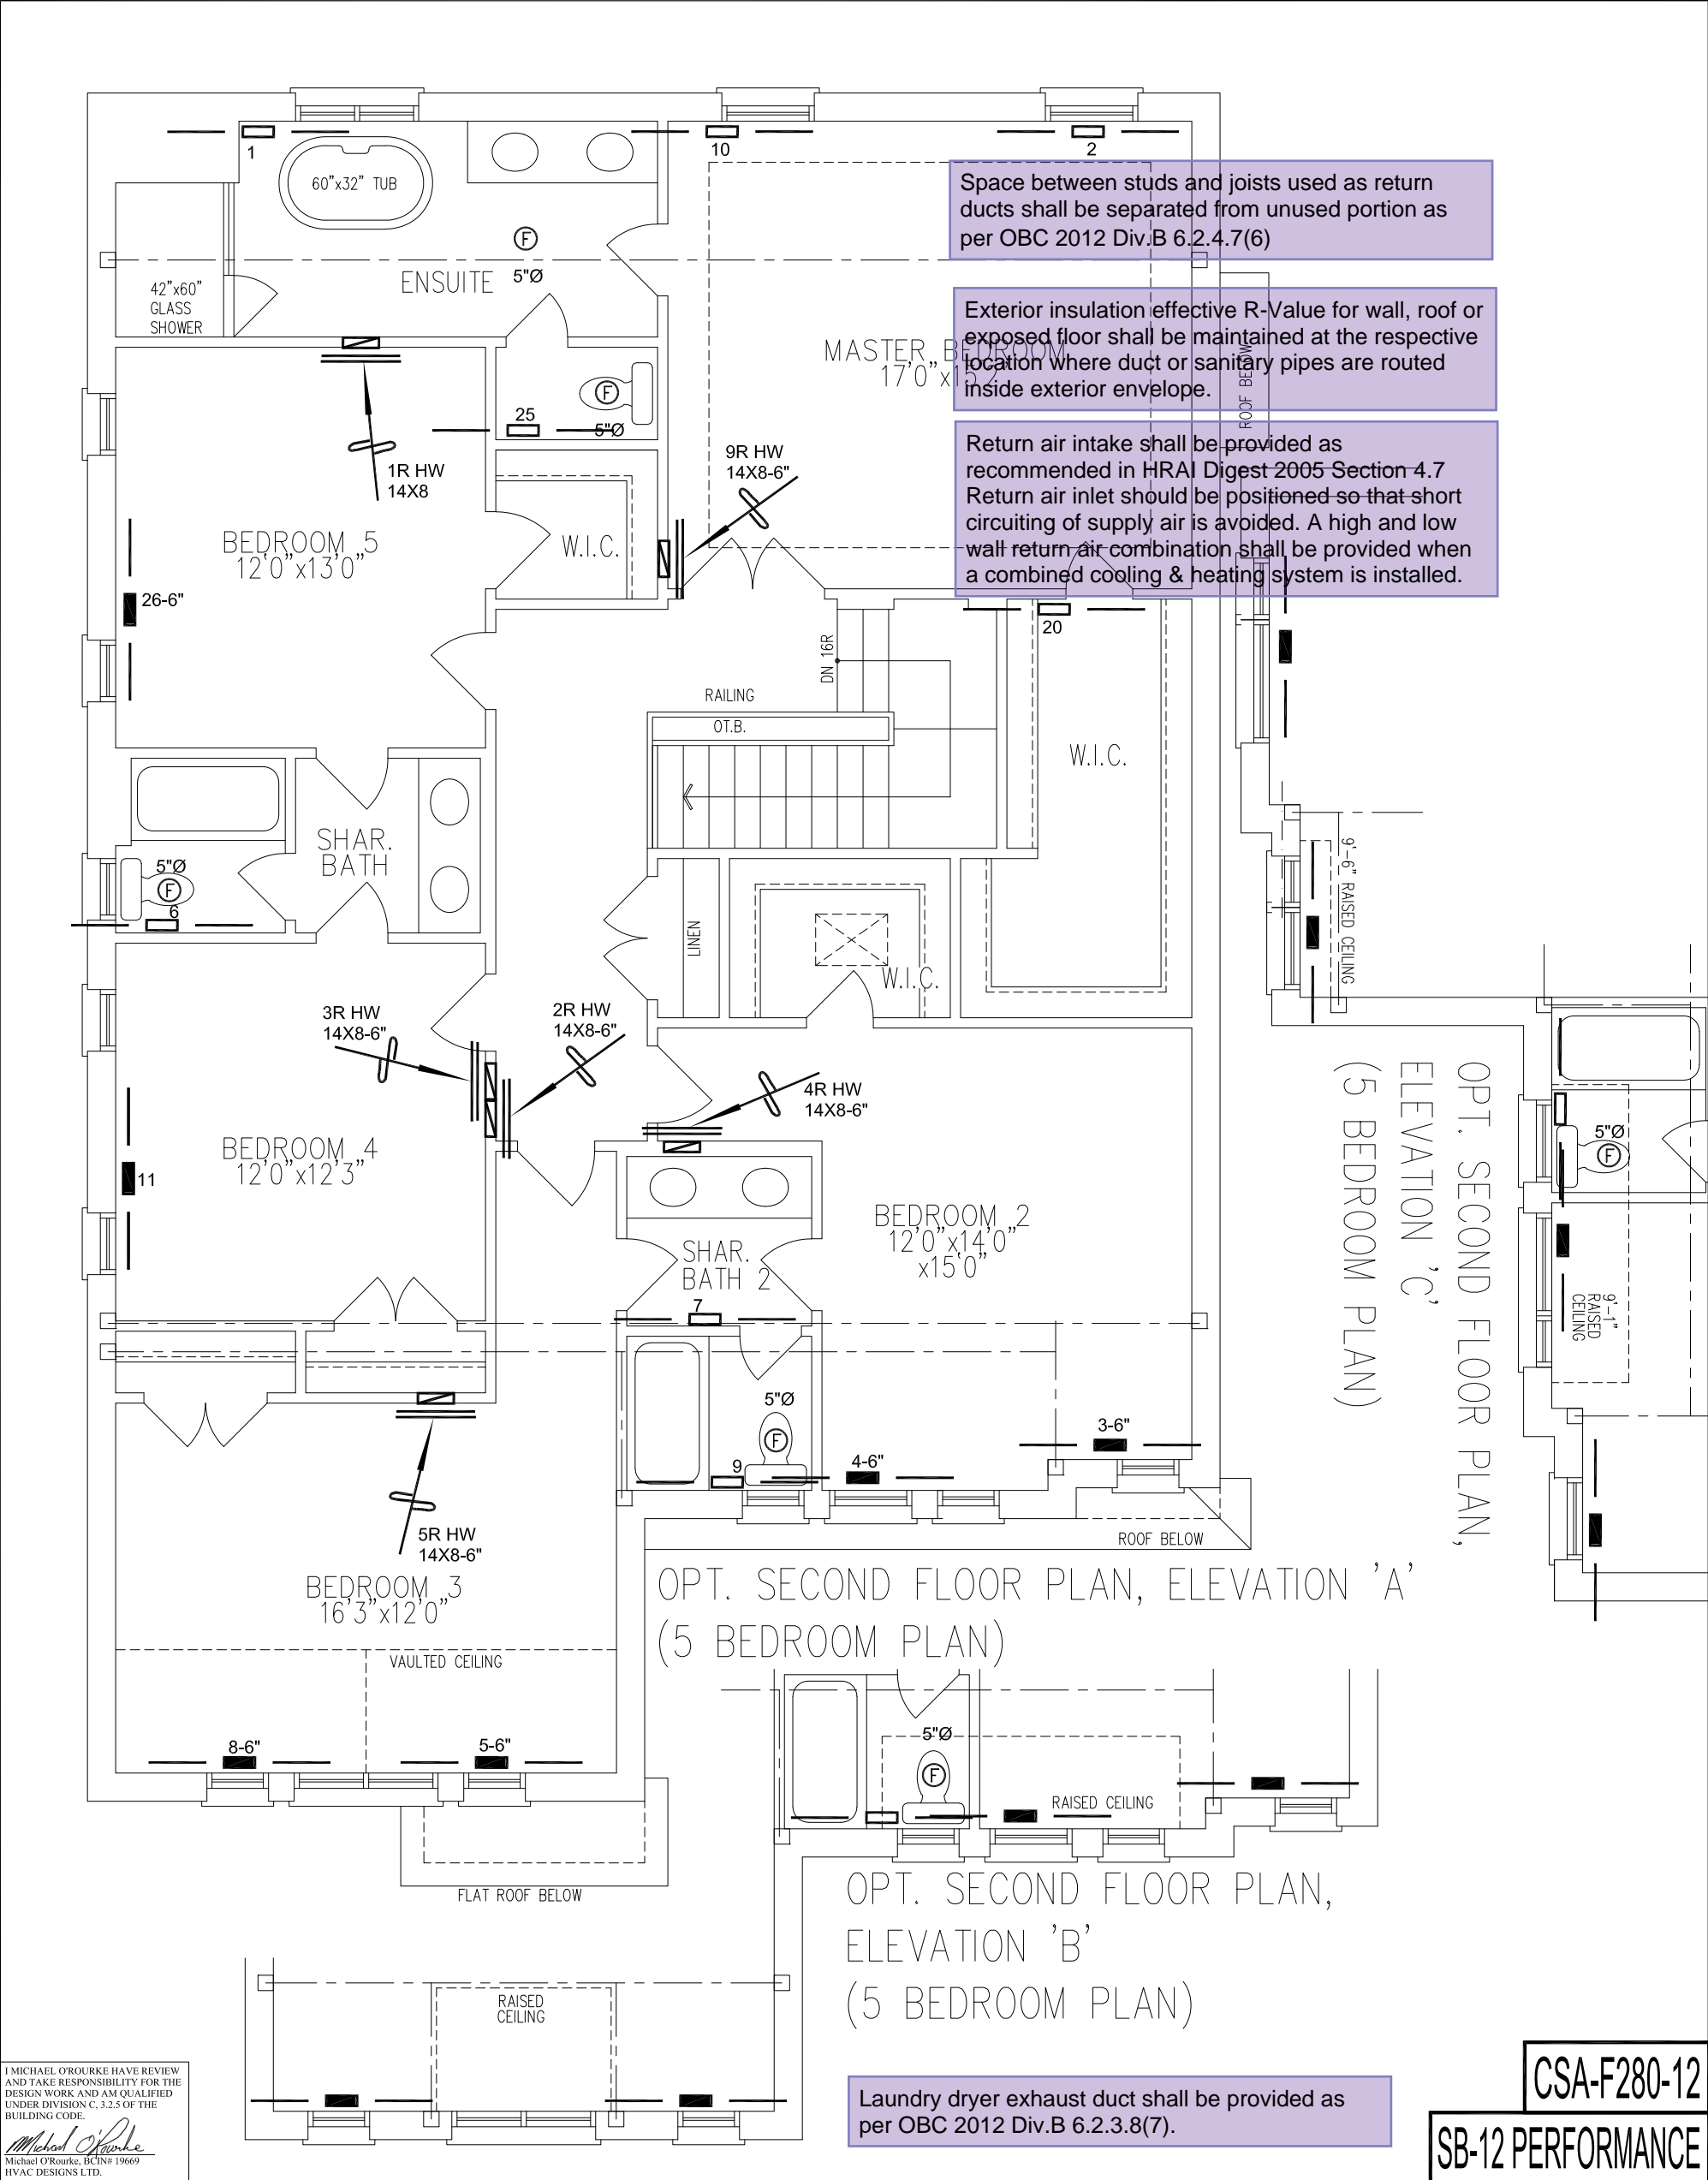 1
10
2
60"x32" TUB
Space between studs and joists used as return
ducts shall be separated from unused portion as
per OBC 2012 Div.B 6.2.4.7(6)
F
5"Ø
ENSUITE
42"x60"
GLASS
SHOWER
Exterior insulation effective R-Value for wall, roof or
exposed floor shall be maintained at the respective
location where duct or sanitary pipes are routed
inside exterior envelope.
MASTER BEDROOM
17'0"x15'2"
ROOF BELOW
F
5"Ø
25
Return air intake shall be provided as
recommended in HRAI Digest 2005 Section 4.7
Return air inlet should be positioned so that short
circuiting of supply air is avoided. A high and low
wall return air combination shall be provided when
a combined cooling & heating system is installed.
1R HW
14X8
9R HW
14X8-6"
BEDROOM 5
12'0"x13'0"
W.I.C.
26-6"
20
DN 16R
RAILING
OT.B.
W.I.C.
SHAR.
BATH
5"Ø
F
6
LINEN
W.I.C.
9'-6" RAISED CEILING
3R HW
14X8-6"
2R HW
14X8-6"
4R HW
14X8-6"
BEDROOM 4
12'0"x12'3"
11
BEDROOM 2
12'0"x14'0"
x15'0"
SHAR.
BATH 2
7
OPT. SECOND FLOOR PLAN,
ELEVATION 'C'
(5 BEDROOM PLAN)
5"Ø
F
9'-1"
RAISED
CEILING
5"Ø
F
9
4-6"
3-6"
5R HW
14X8-6"
ROOF BELOW
BEDROOM 3
16'3"x12'0"
OPT. SECOND FLOOR PLAN, ELEVATION 'A'
(5 BEDROOM PLAN)
VAULTED CEILING
8-6"
5-6"
5"Ø
F
RAISED CEILING
FLAT ROOF BELOW
OPT. SECOND FLOOR PLAN,
ELEVATION 'B'
(5 BEDROOM PLAN)
RAISED
CEILING
I MICHAEL O'ROURKE HAVE REVIEW
AND TAKE RESPONSIBILITY FOR THE
DESIGN WORK AND AM QUALIFIED
UNDER DIVISION C, 3.2.5 OF THE
BUILDING CODE.
Michael O'Rourke
Michael O'Rourke, BCIN# 19669
HVAC DESIGNS LTD.
Laundry dryer exhaust duct shall be provided as
per OBC 2012 Div.B 6.2.3.8(7).
CSA-F280-12
SB-12 PERFORMANCE